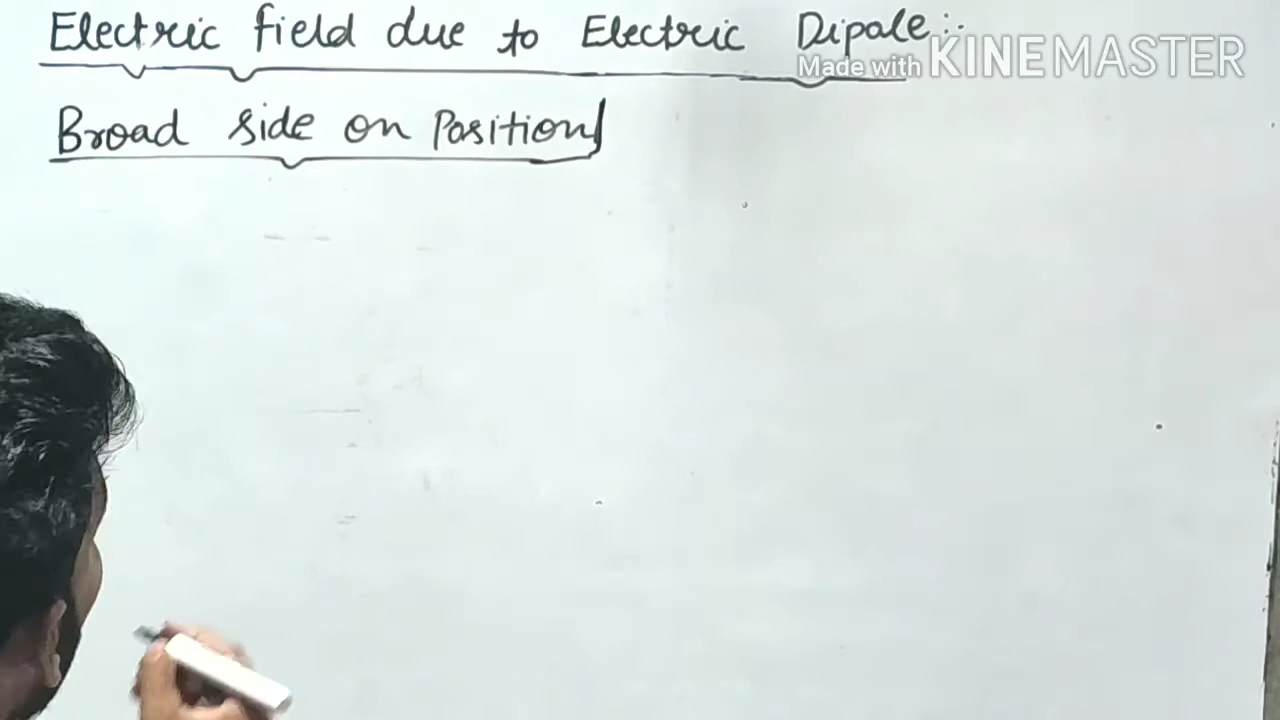 Electric field due to Electric Dipole:-
Made with KINEMASTER
Broad side on Position